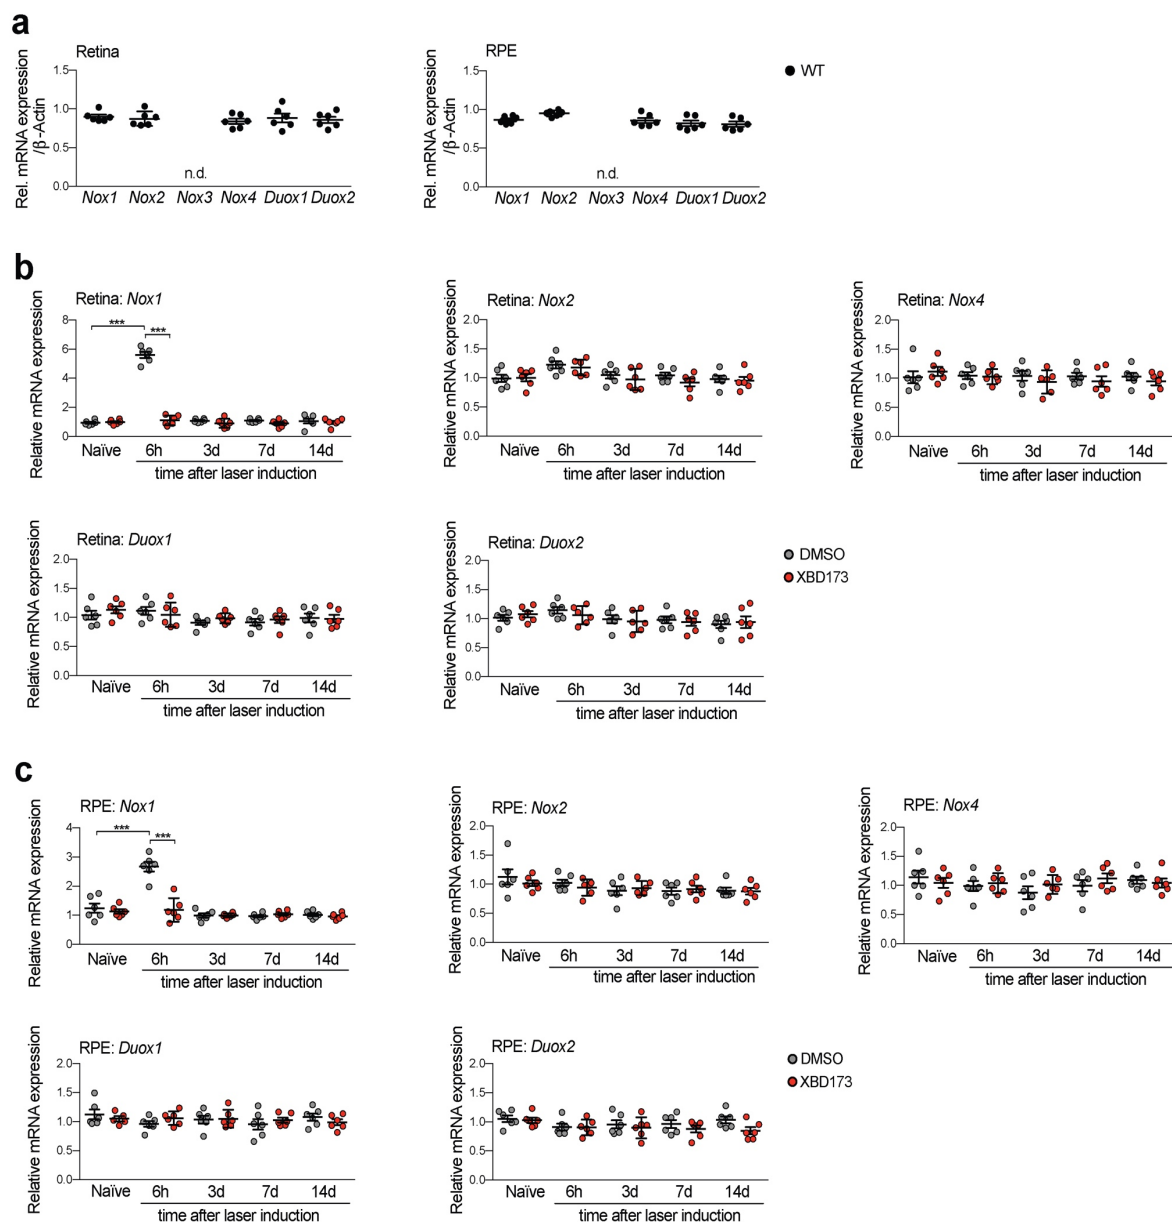 a
Retina
Rel. mRNA expression
/β-Actin
1.5
1.0
0.5
0.0
n.d.
Nox1 Nox2 Nox3 Nox4 Duox1 Duox2
RPE
Rel. mRNA expression
/β-Actin
1.5
1.0
0.5
0.0
n.d.
Nox1 Nox2 Nox3 Nox4 Duox1 Duox2
WT
b
Retina: Nox1
Relative mRNA expression
8
6
4
2
0
*** ***
Naïve 6h 3d 7d 14d
time after laser induction
Retina: Nox2
Relative mRNA expression
2.0
1.5
1.0
0.5
0.0
Naïve 6h 3d 7d 14d
time after laser induction
Retina: Nox4
Relative mRNA expression
2.0
1.5
1.0
0.5
0.0
Naïve 6h 3d 7d 14d
time after laser induction
Retina: Duox1
Relative mRNA expression
2.0
1.5
1.0
0.5
0.0
Naïve 6h 3d 7d 14d
time after laser induction
Retina: Duox2
Relative mRNA expression
2.0
1.5
1.0
0.5
0.0
Naïve 6h 3d 7d 14d
time after laser induction
DMSO
XBD173
c
RPE: Nox1
Relative mRNA expression
4
3
2
1
0
*** ***
Naïve 6h 3d 7d 14d
time after laser induction
RPE: Nox2
Relative mRNA expression
2.0
1.5
1.0
0.5
0.0
Naïve 6h 3d 7d 14d
time after laser induction
RPE: Nox4
Relative mRNA expression
2.0
1.5
1.0
0.5
0.0
Naïve 6h 3d 7d 14d
time after laser induction
RPE: Duox1
Relative mRNA expression
2.0
1.5
1.0
0.5
0.0
Naïve 6h 3d 7d 14d
time after laser induction
RPE: Duox2
Relative mRNA expression
2.0
1.5
1.0
0.5
0.0
Naïve 6h 3d 7d 14d
time after laser induction
DMSO
XBD173